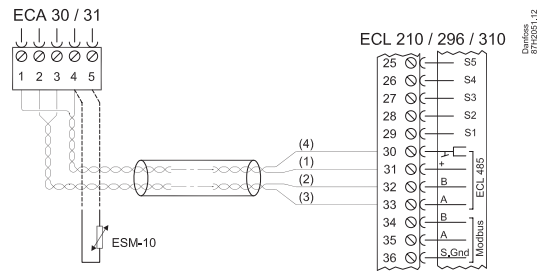 ECA 30 / 31
1 2 3 4 5
ESM-10
(4)
(1)
(2)
(3)
ECL 210 / 296 / 310
25 S5
26 S4
27 S3
28 S2
29 S1
30
31 +
32 B
33 A
34 B
35 A
36 S,Gnd
ECL 485
Modbus
Danfoss
87H2051.12